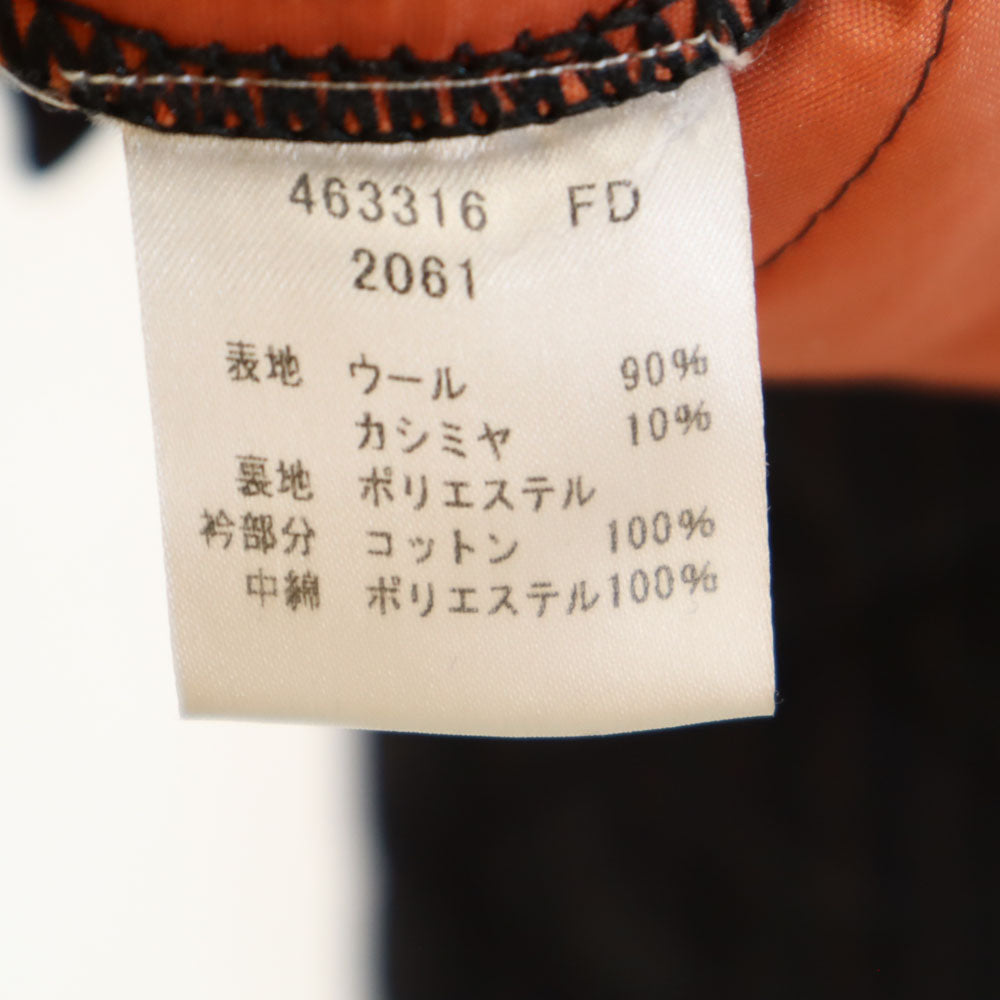 463316 FD
2061
表地 ウール 90%
カシミヤ 10%
裏地 ポリエステル
衿部分 コットン 100%
中綿 ポリエステル100%